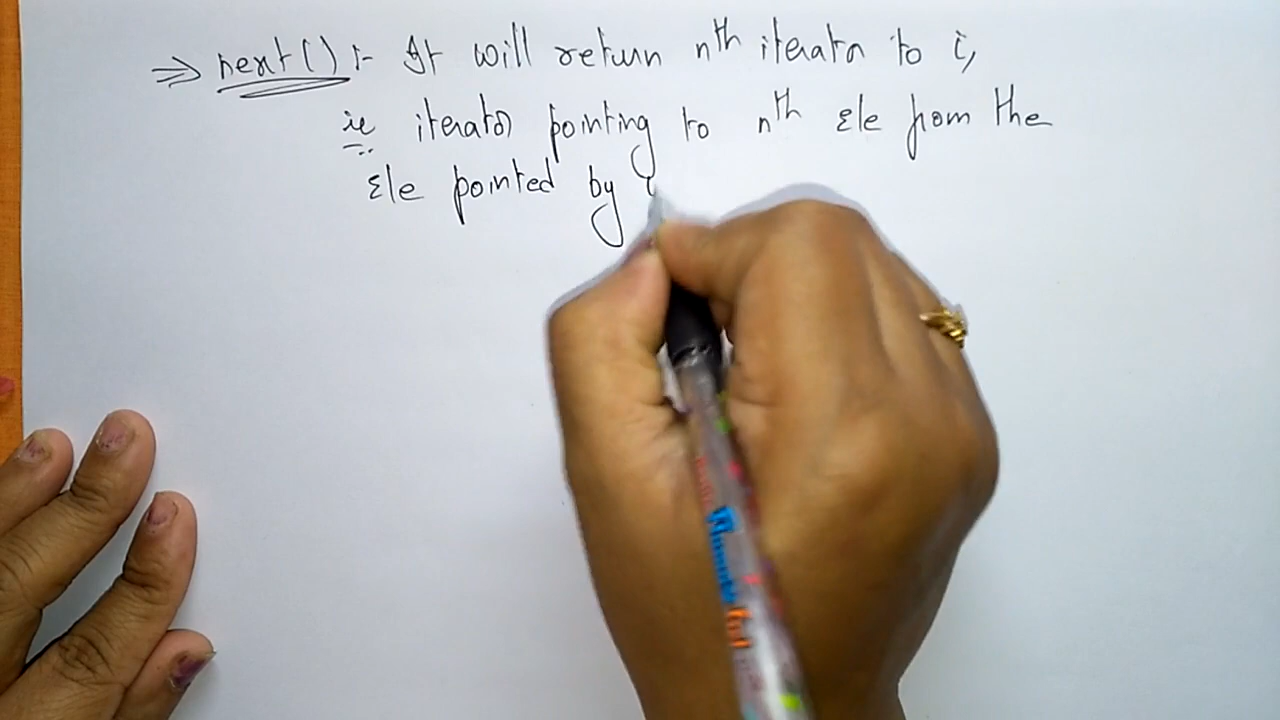 ⇒ next() :- It will return nth iterator to i,
ie iterator pointing to nth ele from the
ele pointed by i